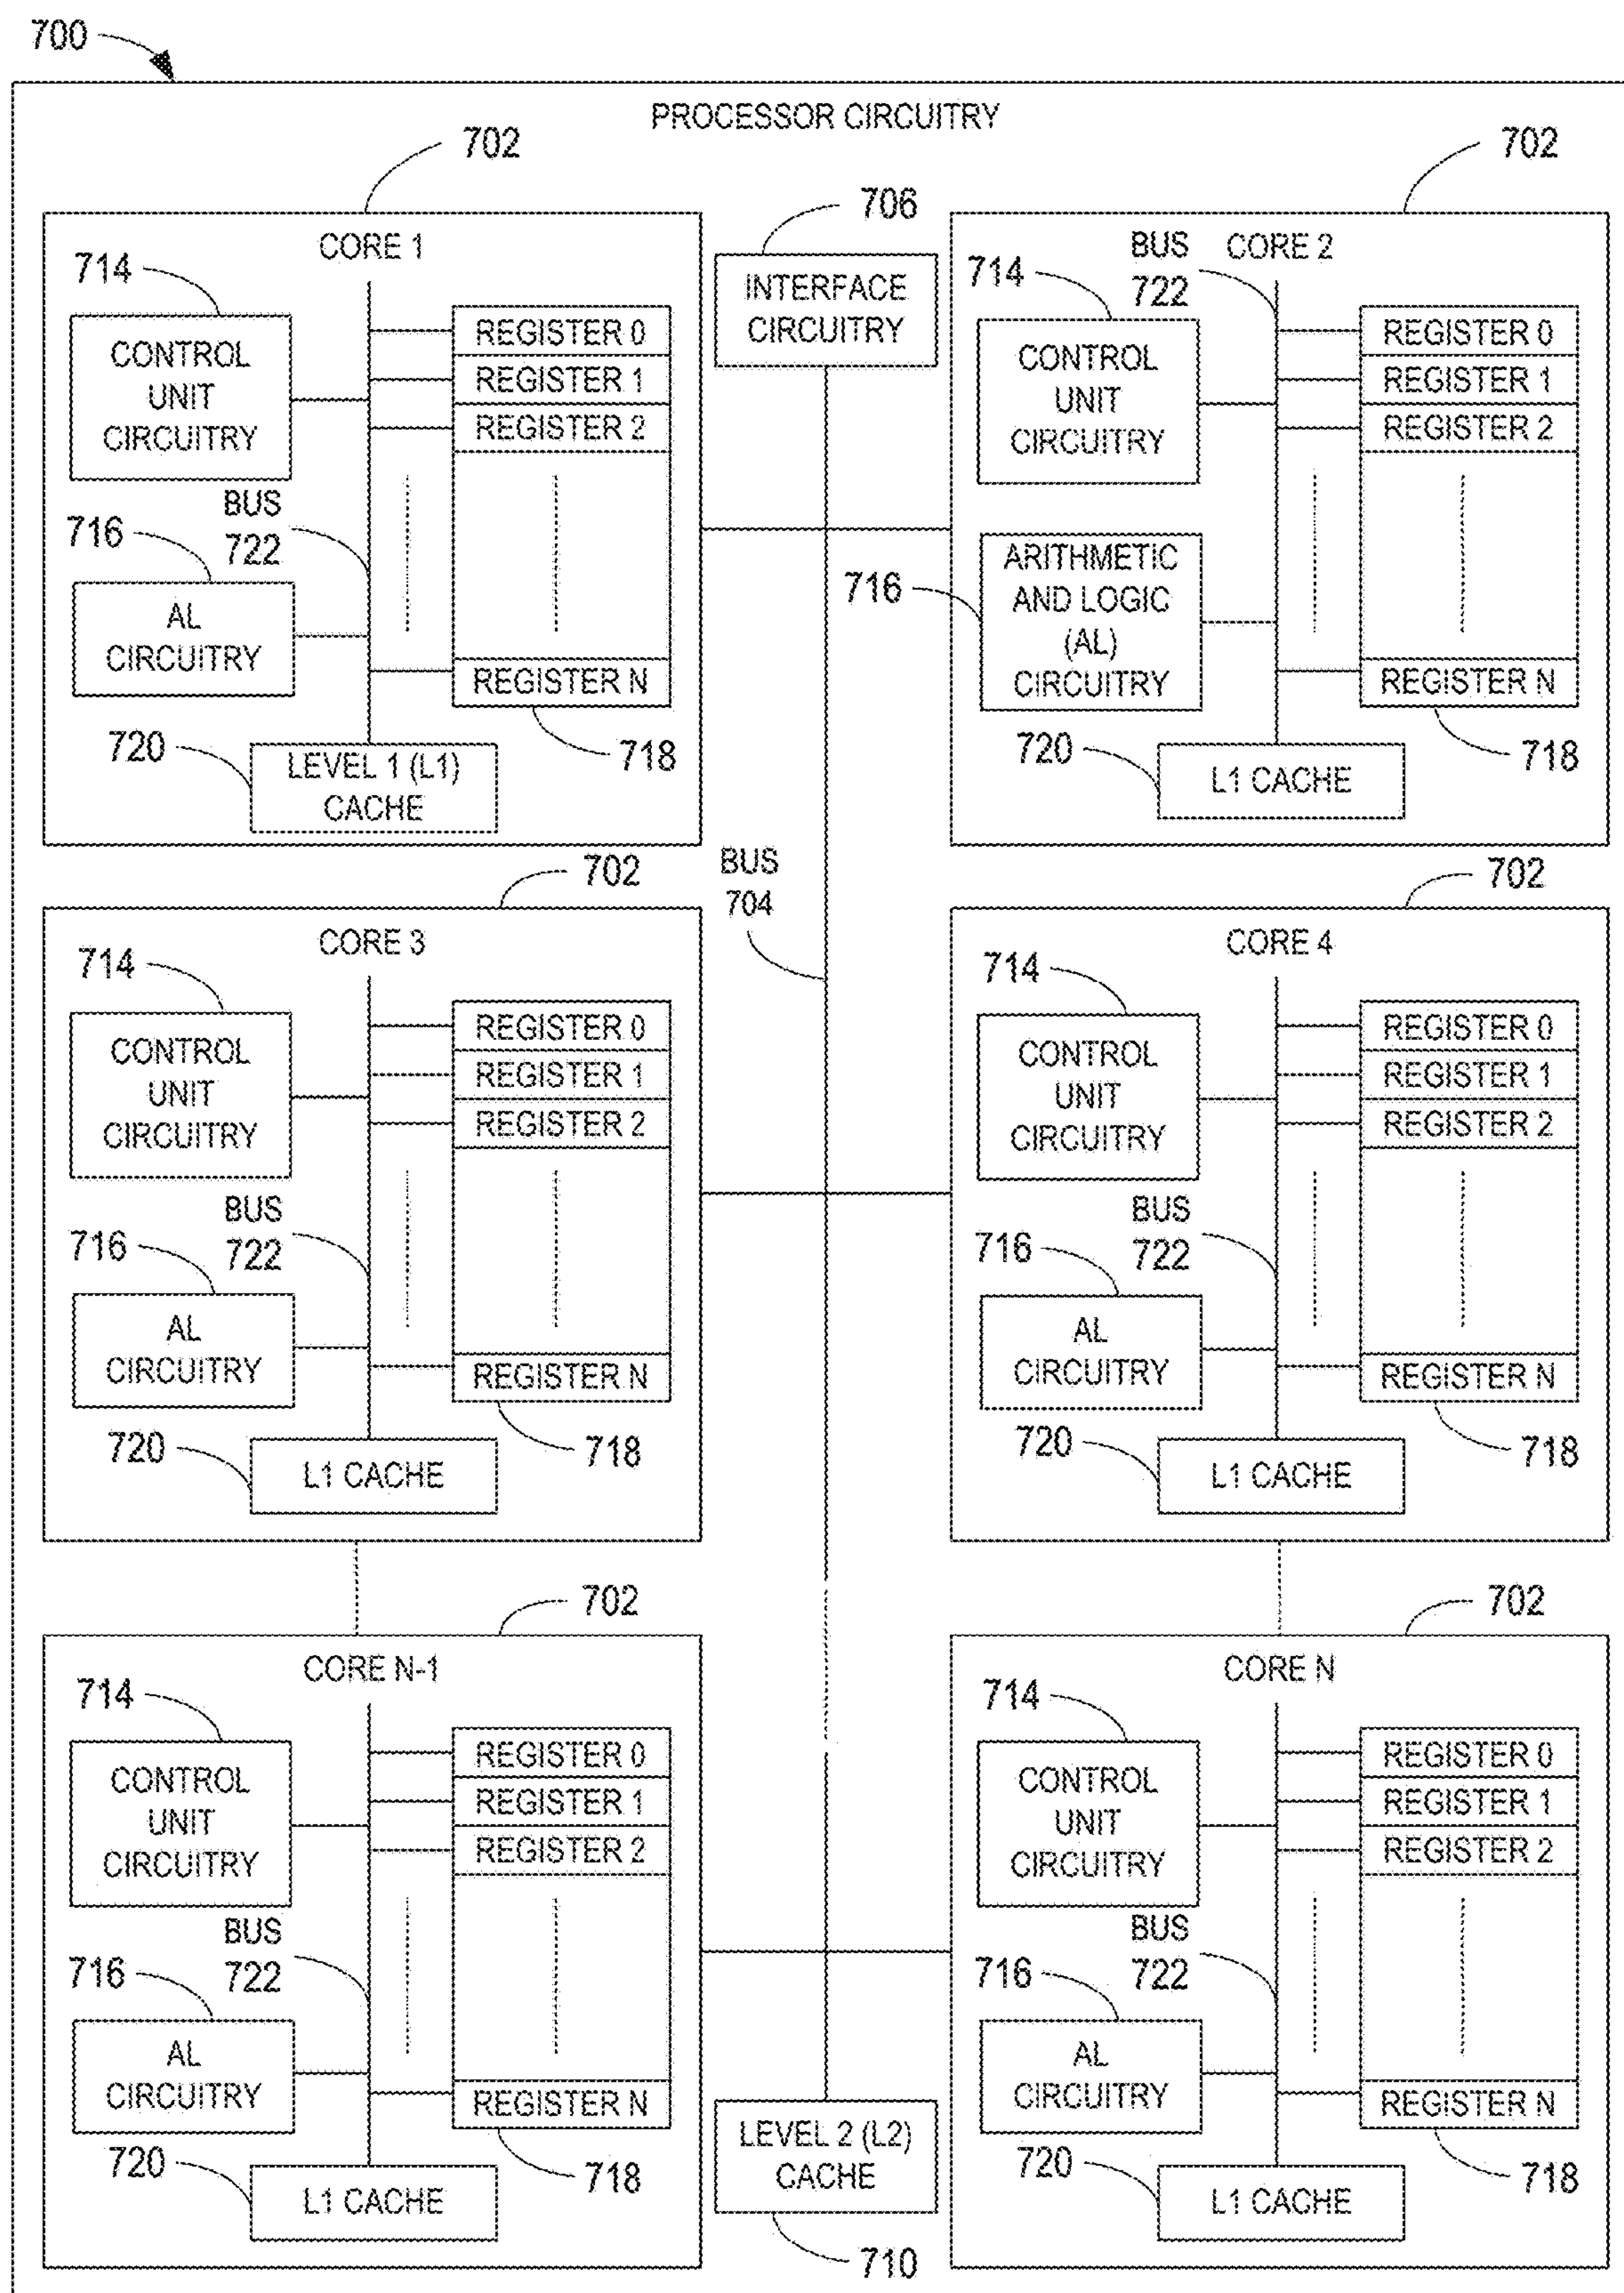 700
PROCESSOR CIRCUITRY
702
CORE 1
714
CONTROL
UNIT
CIRCUITRY
REGISTER 0
REGISTER 1
REGISTER 2
REGISTER N
BUS
722
716
AL
CIRCUITRY
720
LEVEL 1 (L1)
CACHE
718
706
INTERFACE
CIRCUITRY
702
BUS
722
CORE 2
714
CONTROL
UNIT
CIRCUITRY
REGISTER 0
REGISTER 1
REGISTER 2
REGISTER N
716
ARITHMETIC
AND LOGIC
(AL)
CIRCUITRY
720
L1 CACHE
718
BUS
704
702
CORE 3
714
CONTROL
UNIT
CIRCUITRY
REGISTER 0
REGISTER 1
REGISTER 2
REGISTER N
BUS
722
716
AL
CIRCUITRY
720
L1 CACHE
718
702
CORE 4
714
CONTROL
UNIT
CIRCUITRY
REGISTER 0
REGISTER 1
REGISTER 2
REGISTER N
BUS
722
716
AL
CIRCUITRY
720
L1 CACHE
718
702
CORE N-1
714
CONTROL
UNIT
CIRCUITRY
REGISTER 0
REGISTER 1
REGISTER 2
REGISTER N
BUS
722
716
AL
CIRCUITRY
720
L1 CACHE
718
LEVEL 2 (L2)
CACHE
710
702
CORE N
714
CONTROL
UNIT
CIRCUITRY
REGISTER 0
REGISTER 1
REGISTER 2
REGISTER N
BUS
722
716
AL
CIRCUITRY
720
L1 CACHE
718